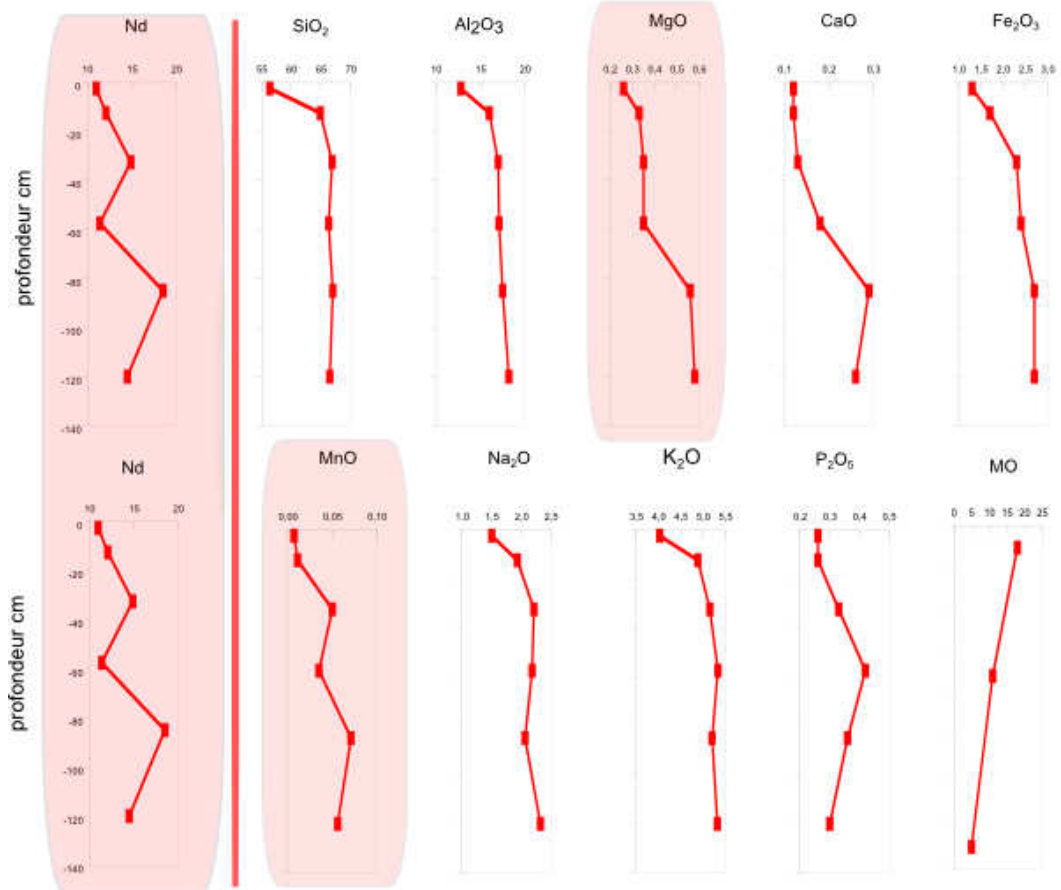 Nd SiO₂ Al₂O₃ MgO CaO Fe₂O₃
10 15 20 55 60 65 70 10 15 20 0,2 0,3 0,4 0,5 0,6 0,1 0,2 0,3 1,0 1,5 2,0 2,5 3,0
0
-20
-40
-60
-80
-100
-120
-140
profondeur cm
Nd MnO Na₂O K₂O P₂O₅ MO
10 15 20 0,00 0,05 0,10 1,0 1,5 2,0 2,5 3,5 4,0 4,5 5,0 5,5 0,2 0,3 0,4 0,5 0 5 10 15 20 25
0
-20
-40
-60
-80
-100
-120
-140
profondeur cm